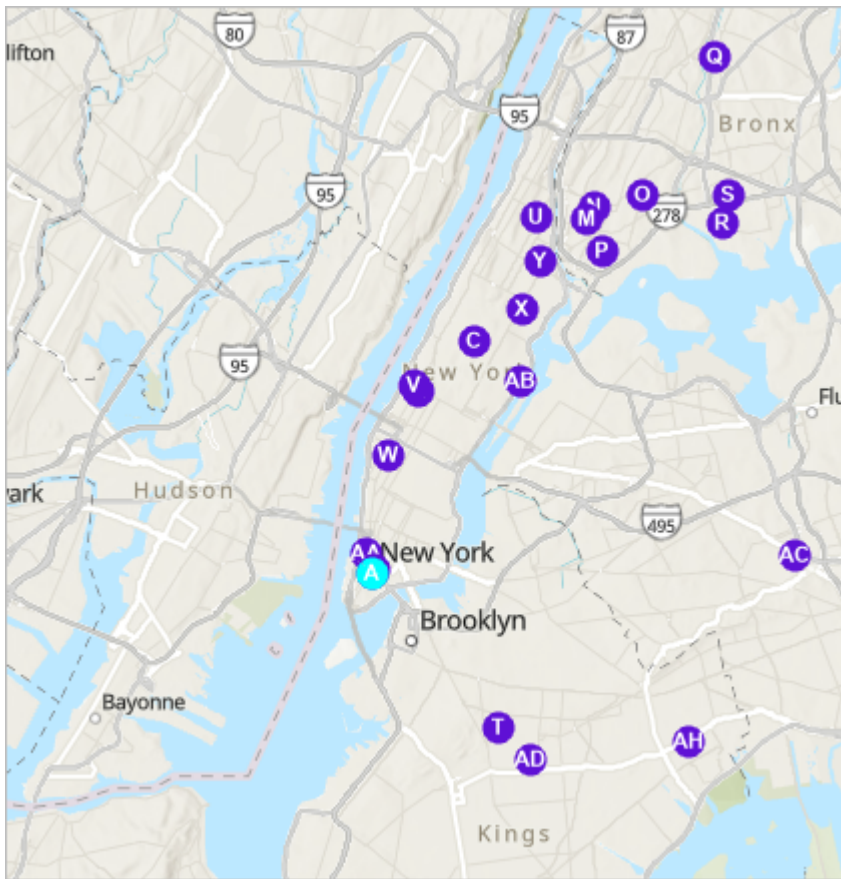 80
87
Q
lifton
95
Bronx
95
O
S
278
U
N
M
R
P
Y
X
C
95
New York
V
AB
Flu
W
ark
Hudson
495
AA
New York
AC
A
Brooklyn
Bayonne
T
AH
AD
Kings